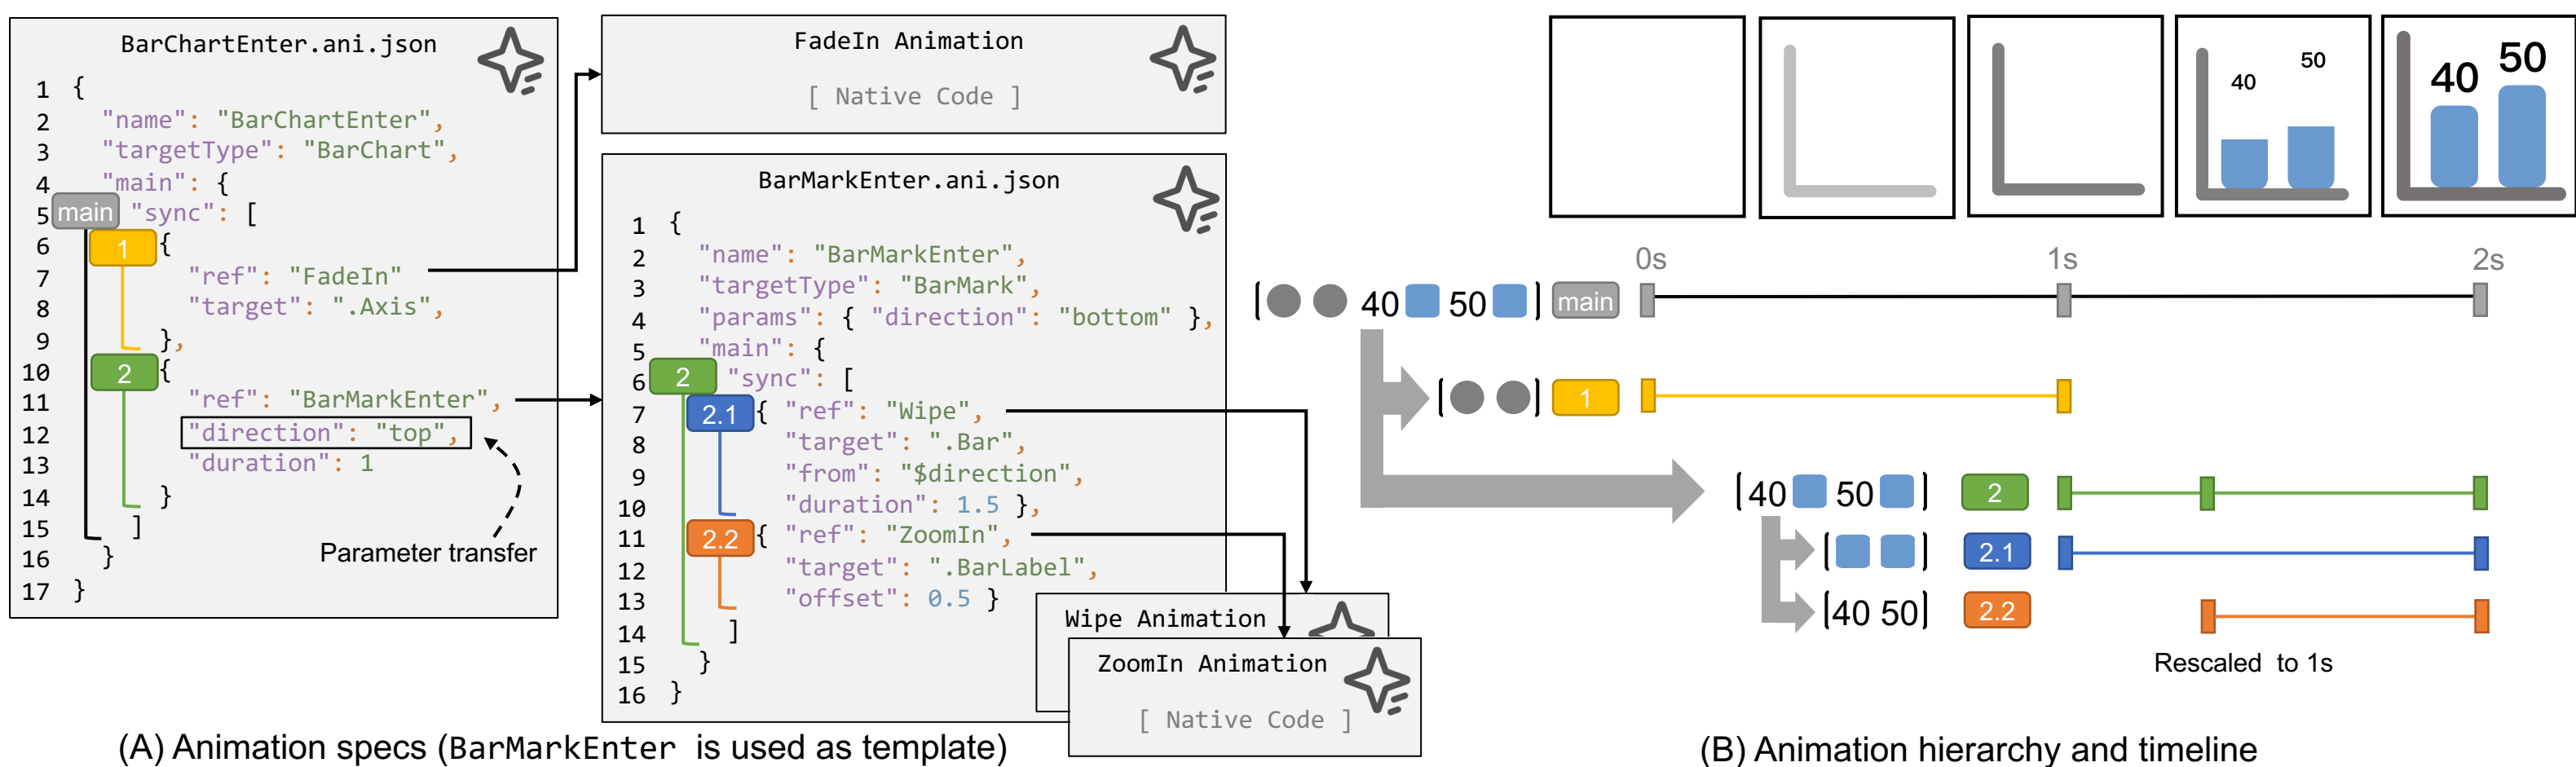 BarChartEnter.ani.json
1 {
2 "name": "BarChartEnter",
3 "targetType": "BarChart",
4 "main": {
5 main "sync": [
6 1 {
7 "ref": "FadeIn"
8 "target": ".Axis",
9 },
10 2 {
11 "ref": "BarMarkEnter",
12 "direction": "top",
13 "duration": 1
14 }
15 ]
16 }
17 }
Parameter transfer
FadeIn Animation
[ Native Code ]
BarMarkEnter.ani.json
1 {
2 "name": "BarMarkEnter",
3 "targetType": "BarMark",
4 "params": { "direction": "bottom" },
5 "main": {
6 2 "sync": [
7 2.1 { "ref": "Wipe",
8 "target": ".Bar",
9 "from": "$direction",
10 "duration": 1.5 },
11 2.2 { "ref": "ZoomIn",
12 "target": ".BarLabel",
13 "offset": 0.5 }
14 ]
15 }
16 }
Wipe Animation
ZoomIn Animation
[ Native Code ]
(A) Animation specs (BarMarkEnter is used as template)
40 50
40 50
0s 1s 2s
[ 40 50 ] main
[ ] 1
[ 40 50 ] 2
[ ] 2.1
[ 40 50 ] 2.2
Rescaled to 1s
(B) Animation hierarchy and timeline